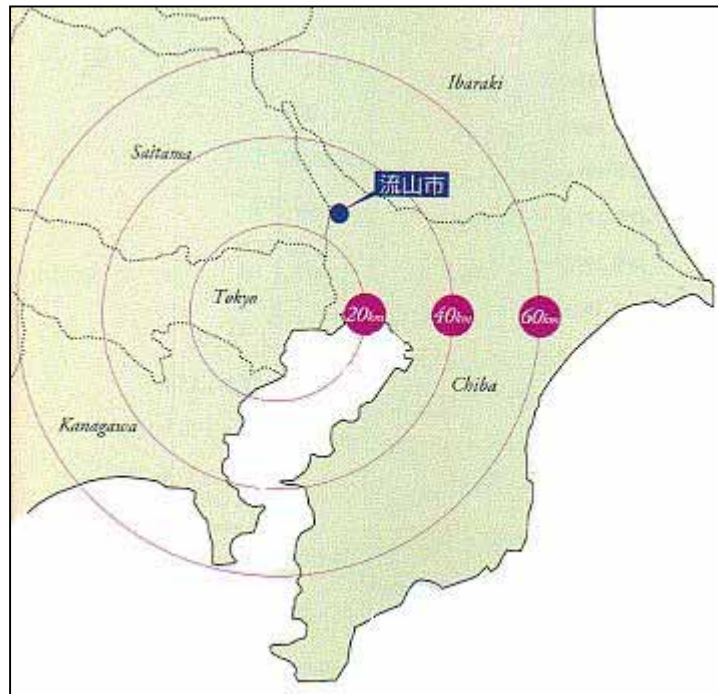 Ibaraki
Saitama
流山市
Tokyo
20km
40km
60km
Chiba
Kanagawa